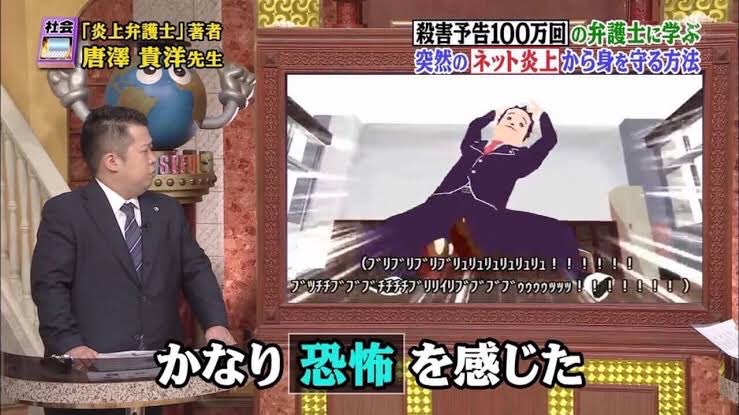 社会
「炎上弁護士」著者
唐澤 貴洋先生
殺害予告100万回の弁護士に学ぶ
突然のネット炎上から身を守る方法
(ﾌﾞﾘﾌﾞﾘﾌﾞﾘﾌﾞﾘｭﾘｭﾘｭﾘｭﾘｭﾘｭ！！！！！！
ﾌﾞﾂﾁﾁﾌﾞﾌﾞﾌﾞﾁﾁﾁﾁﾌﾞﾘﾘｲﾘﾌﾞﾌﾞﾌﾞﾌﾞｩｩｩｩｯｯｯ！！！！！！！)
かなり恐怖を感じた